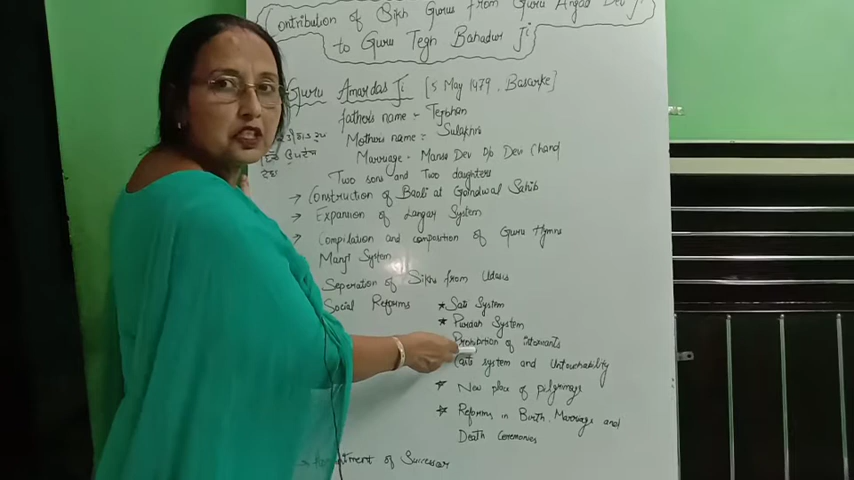 Contribution of Sikh Gurus from Guru Angad Dev Ji
to Guru Tegh Bahadur Ji
Guru Amardas Ji [5 May 1479, Basarke]
Father's name - Tejbhan
Mother's name - Sulakhni
Marriage - Mansa Dev D/o Devi Chand
Two sons and Two daughters
→ Construction of Baoli at Goindwal Sahib
→ Expansion of Langar System
→ Compilation and composition of Guru Hymns
Manji System
Seperation of Sikhs from Udasis
Social Reforms ★ Sati System
★ Purdah System
Prohibition of intoxicants
Caste system and Untouchability
★ New place of pilgrimage
★ Reforms in Birth, Marriage and
Death Ceremonies
of Successor